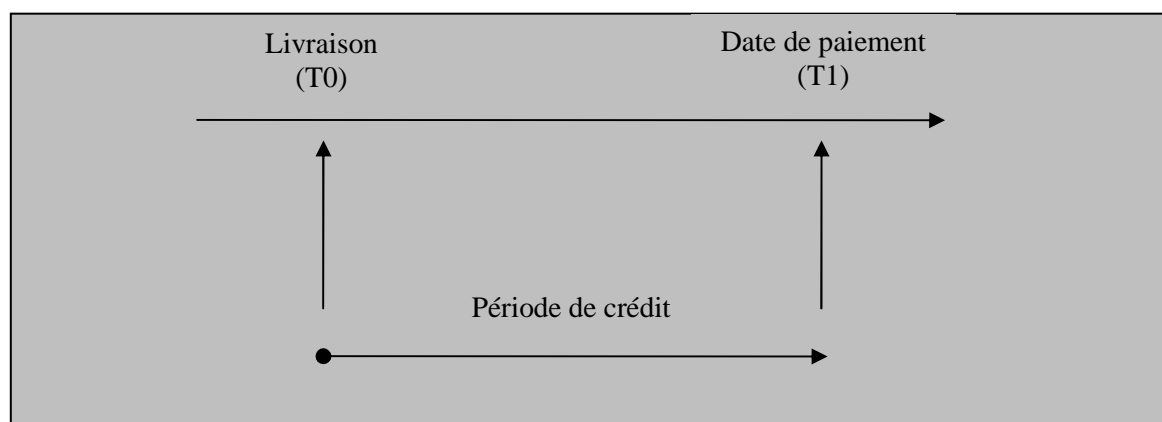 Livraison
(T0)
Date de paiement
(T1)
Période de crédit